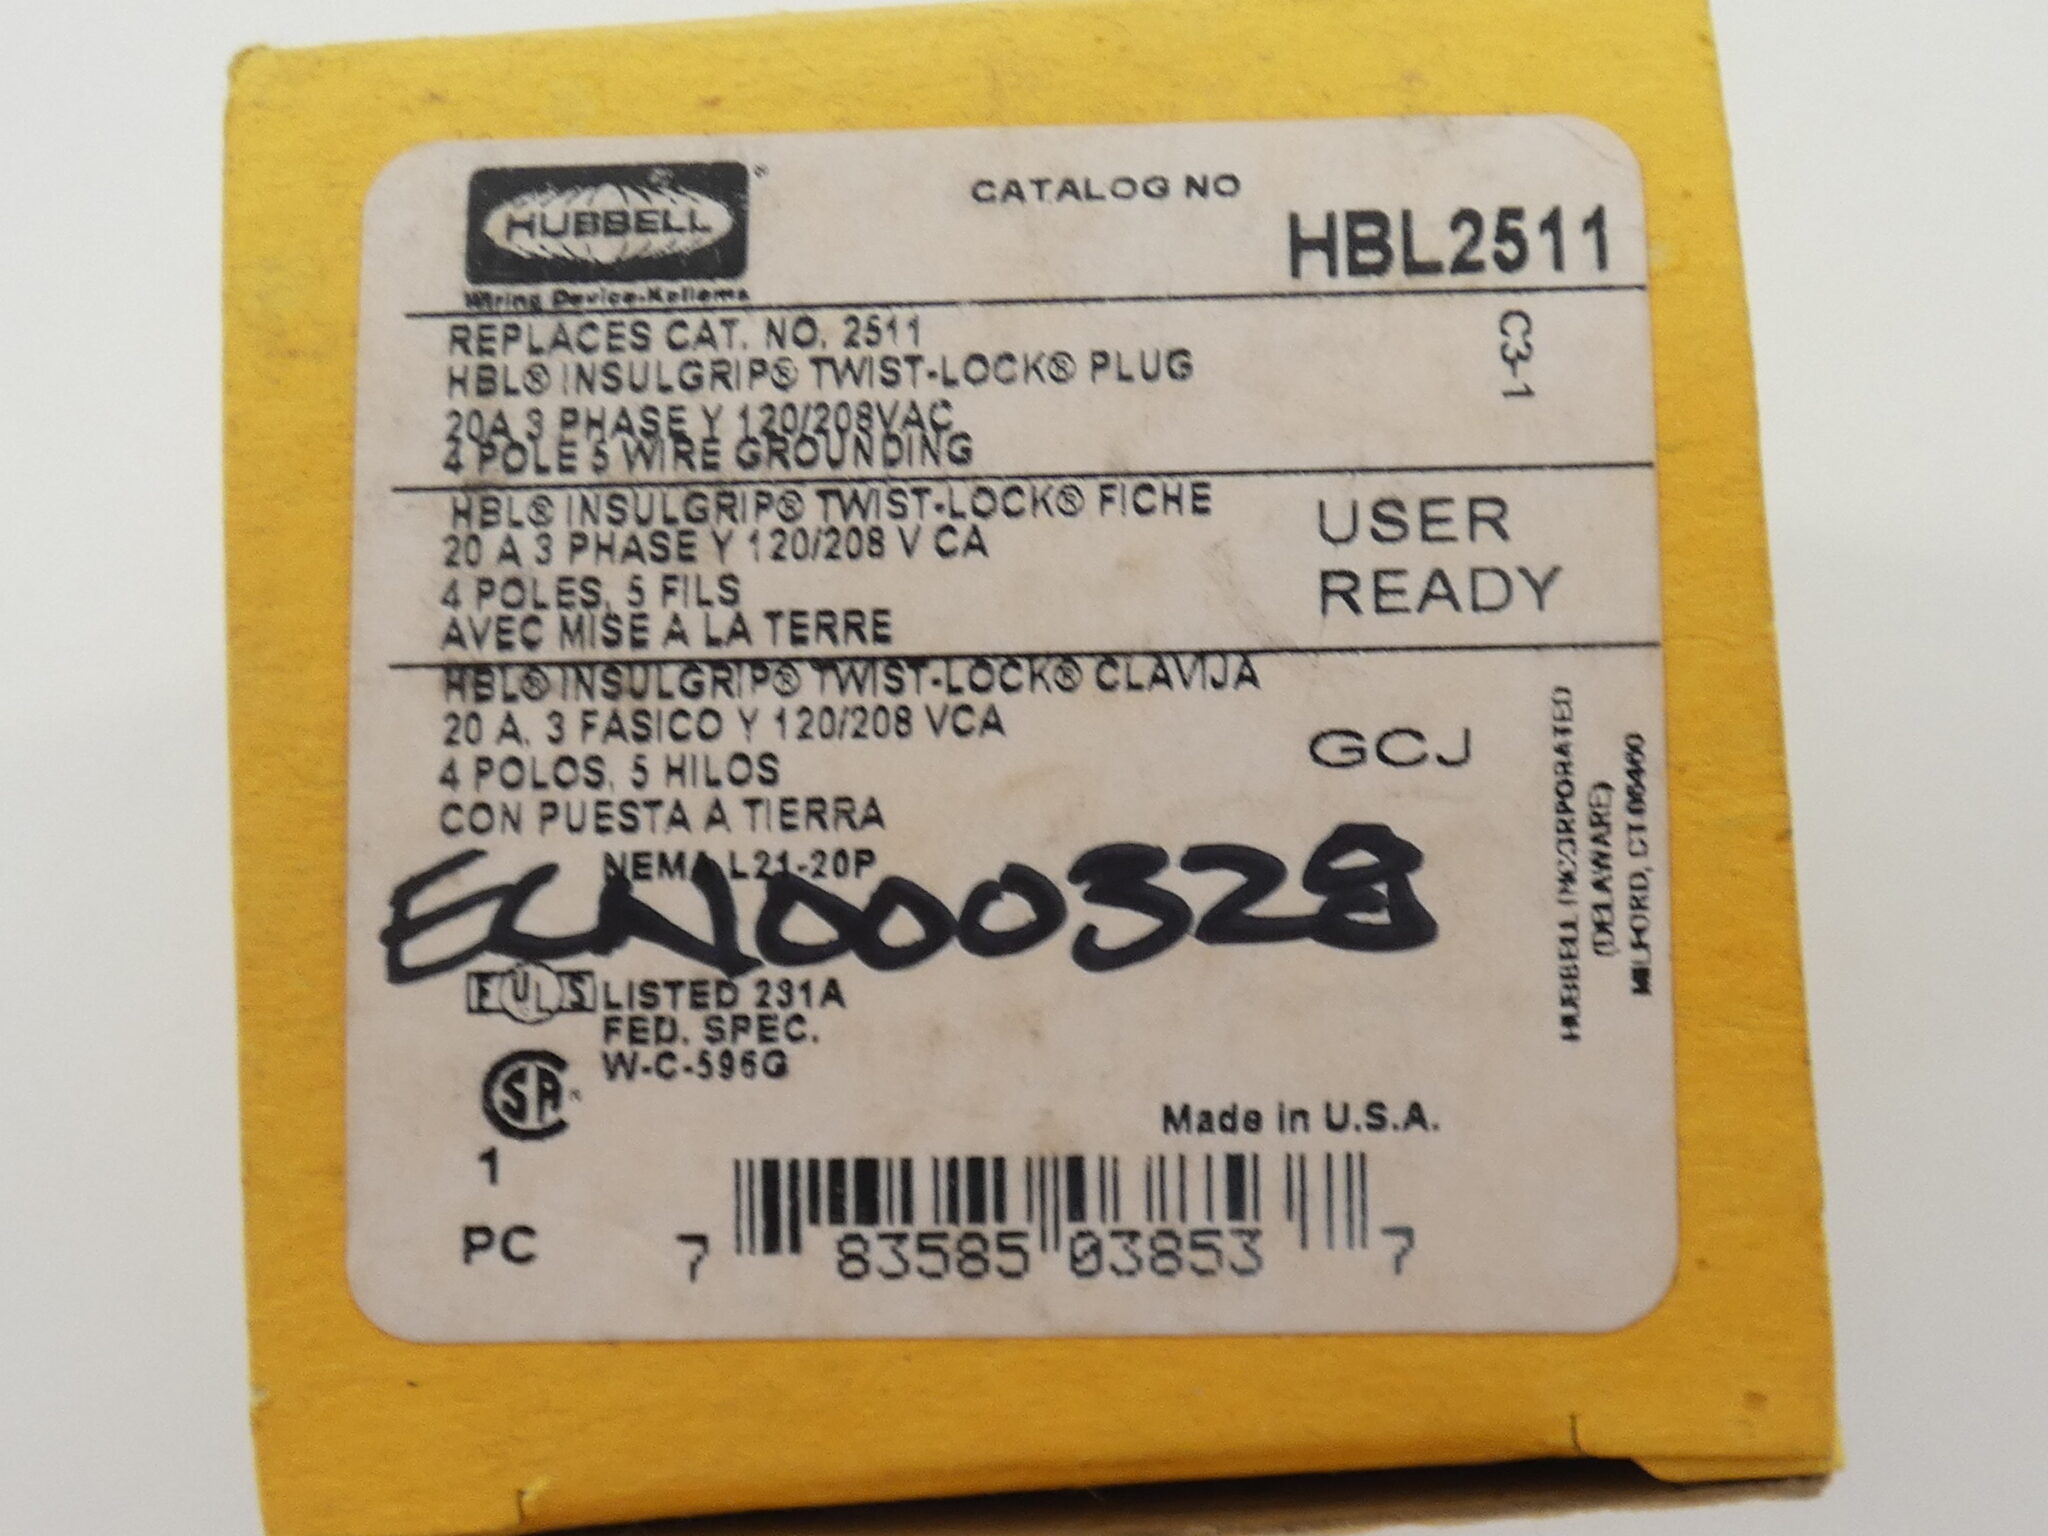 HUBBELL®
Wiring Device-Kellems
CATALOG NO
HBL2511
REPLACES CAT. NO. 2511
HBL® INSULGRIP® TWIST-LOCK® PLUG
20A 3 PHASE Y 120/208VAC
4 POLE 5 WIRE GROUNDING
C3-1
HBL® INSULGRIP® TWIST-LOCK® FICHE
20 A 3 PHASE Y 120/208 V CA
4 POLES, 5 FILS
AVEC MISE A LA TERRE
USER
READY
HBL® INSULGRIP® TWIST-LOCK® CLAVIJA
20 A, 3 FASICO Y 120/208 VCA
4 POLOS, 5 HILOS
CON PUESTA A TIERRA
GCJ
HUBBELL INCORPORATED
(DELAWARE)
MILFORD, CT 06460
NEMA L21-20P
ECN000328
F UL S LISTED 231A
FED. SPEC.
W-C-596G
CSA
Made in U.S.A.
1
PC
7 83585 03853 7